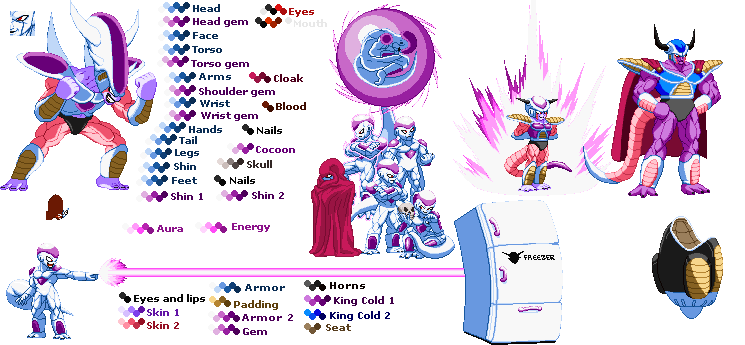 Head
Eyes
Head gem
Mouth
Face
Torso
Torso gem
Arms
Cloak
Shoulder gem
Wrist
Blood
Wrist gem
Hands
Nails
Tail
Legs
Cocoon
Shin
Skull
Feet
Nails
Shin 1
Shin 2
Aura
Energy
FREEZER
Eyes and lips
Skin 1
Skin 2
Armor
Padding
Armor 2
Gem
Horns
King Cold 1
King Cold 2
Seat